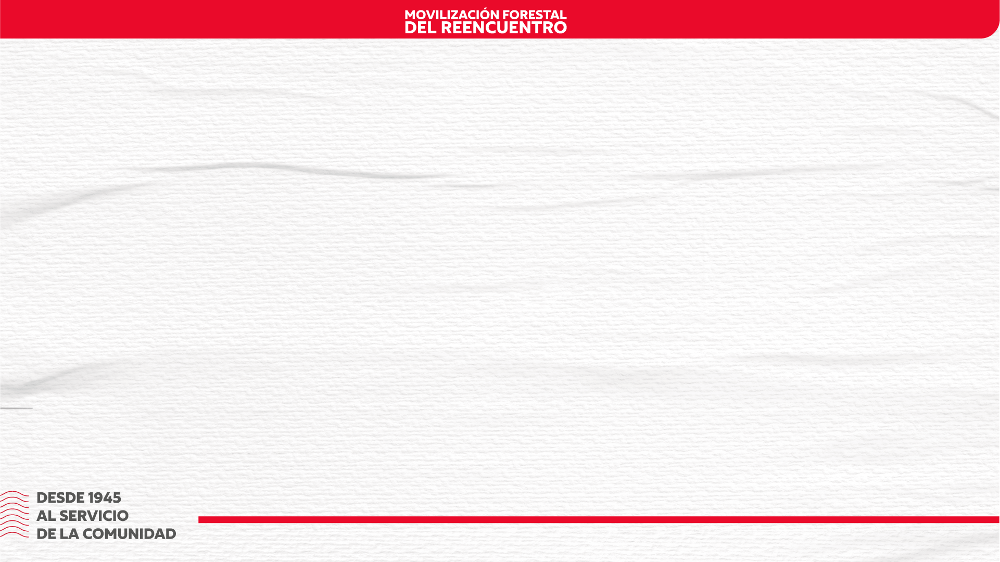 MOVILIZACIÓN FORESTAL
DEL REENCUENTRO
DESDE 1945
AL SERVICIO
DE LA COMUNIDAD